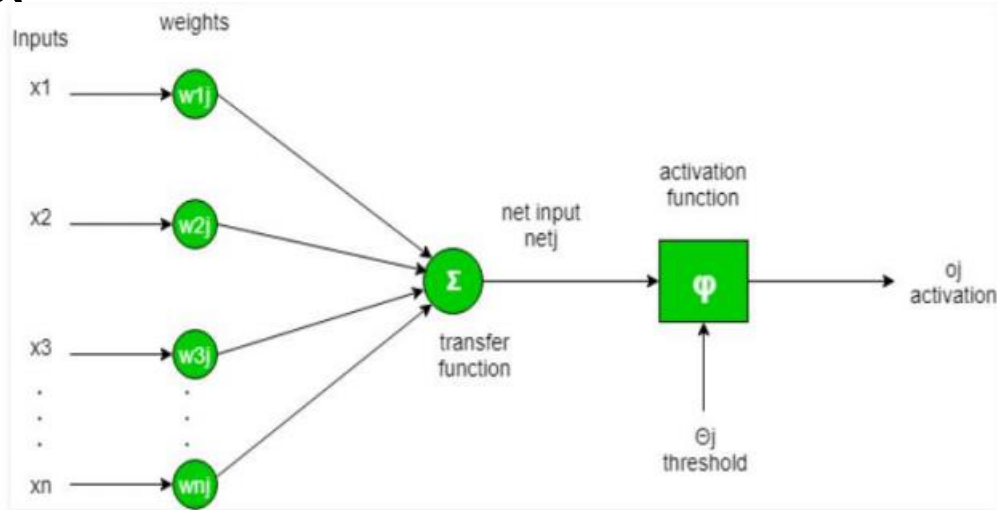 weights
Inputs
x1
w1j
x2
w2j
x3
w3j
xn
wnj
Σ
transfer
function
net input
netj
activation
function
φ
Θj
threshold
oj
activation